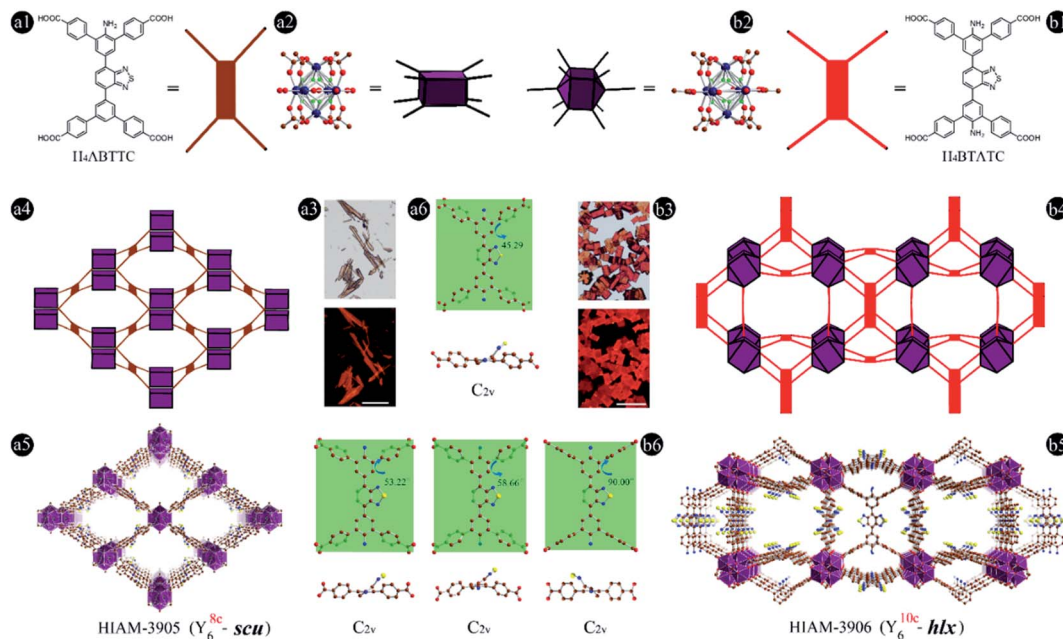 a1
HOOC
NH2
COOH
N
S
N
HOOC
COOH
H4ABTTC
=
a2
=
=
b2
=
b1
HOOC
NH2
COOH
N
S
N
HOOC
NH2
COOH
H4BTATC
a4
a3
a6
45.29
C2v
b3
b4
a5
53.22°
58.66°
90.00°
b6
b5
HIAM-3905 (Y6 8c - scu)
C2v
C2v
C2v
HIAM-3906 (Y6 10c - hlx)